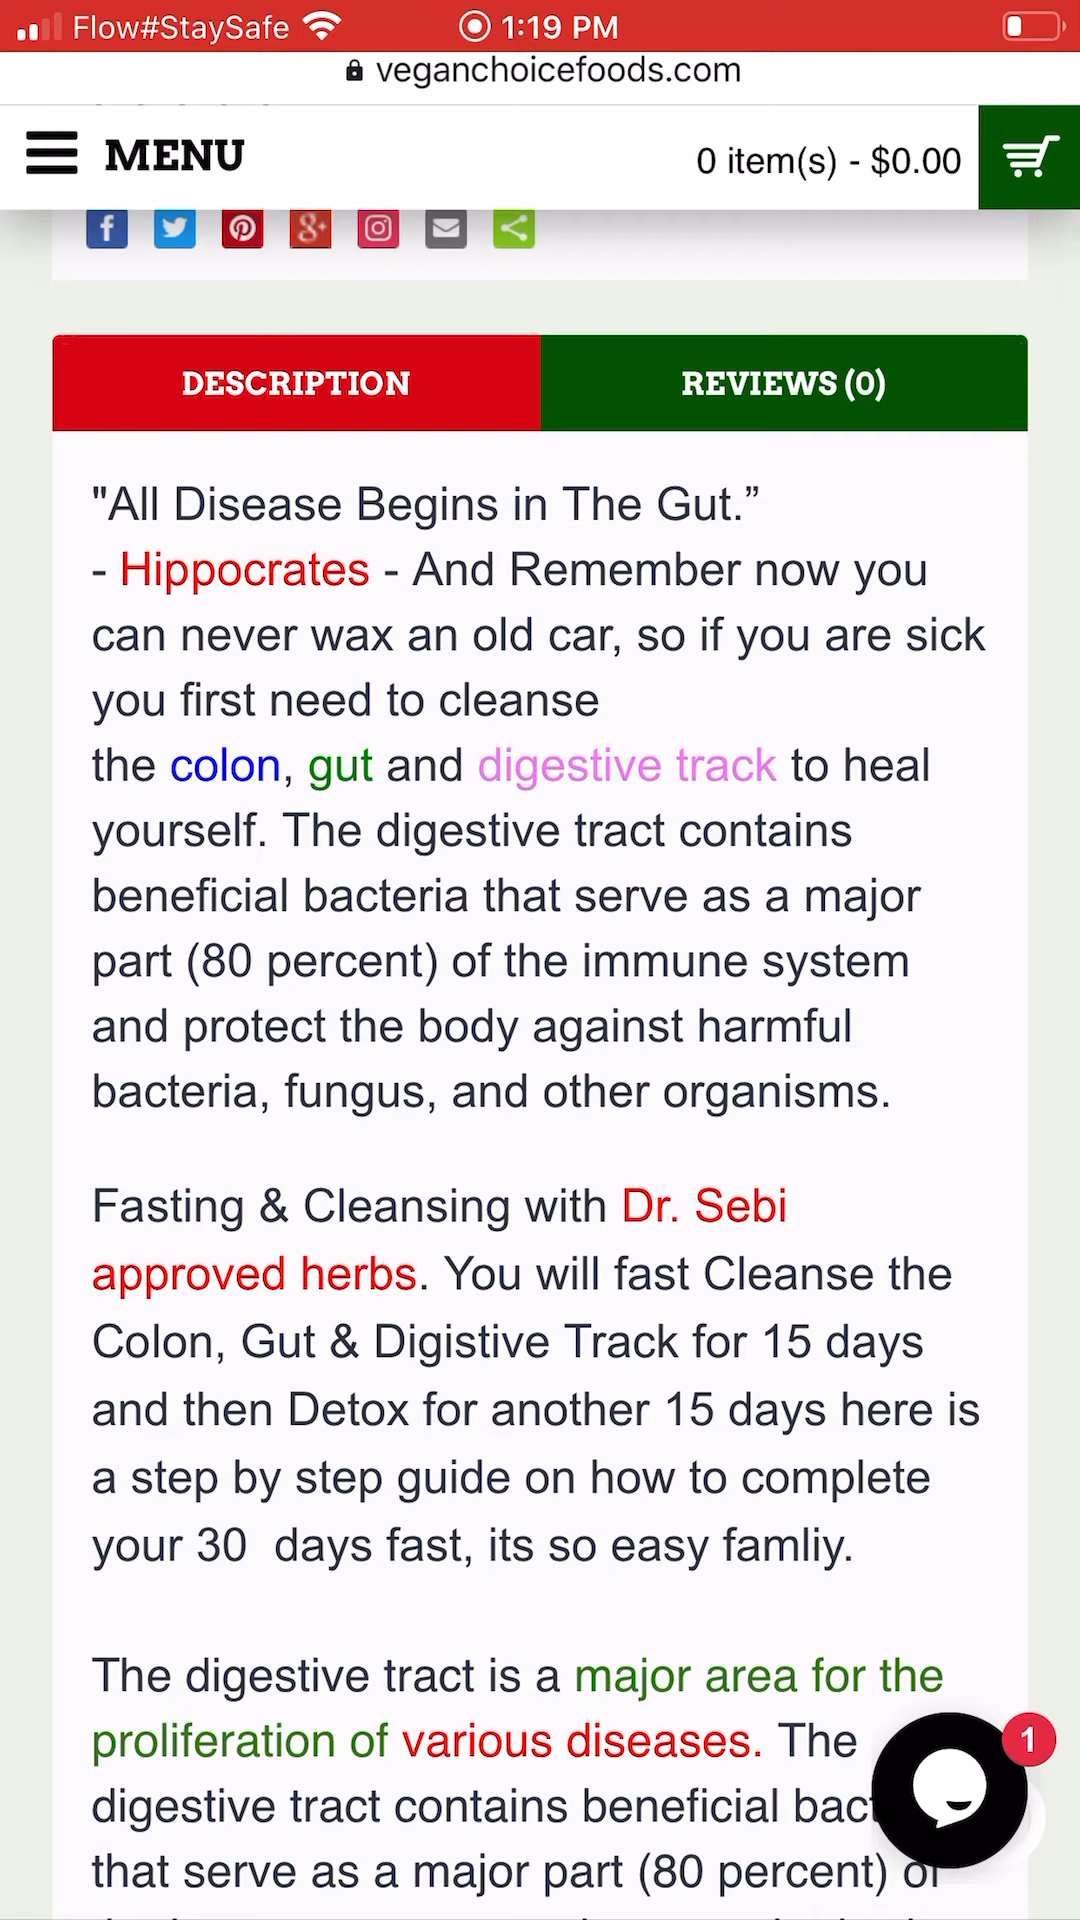 Flow#StaySafe 1:19 PM
veganchoicefoods.com
MENU 0 item(s) - $0.00
DESCRIPTION REVIEWS (0)
"All Disease Begins in The Gut.”
- Hippocrates - And Remember now you
can never wax an old car, so if you are sick
you first need to cleanse
the colon, gut and digestive track to heal
yourself. The digestive tract contains
beneficial bacteria that serve as a major
part (80 percent) of the immune system
and protect the body against harmful
bacteria, fungus, and other organisms.
Fasting & Cleansing with Dr. Sebi
approved herbs. You will fast Cleanse the
Colon, Gut & Digistive Track for 15 days
and then Detox for another 15 days here is
a step by step guide on how to complete
your 30  days fast, its so easy famliy.
The digestive tract is a major area for the
proliferation of various diseases. The
1
digestive tract contains beneficial bact
that serve as a major part (80 percent) of